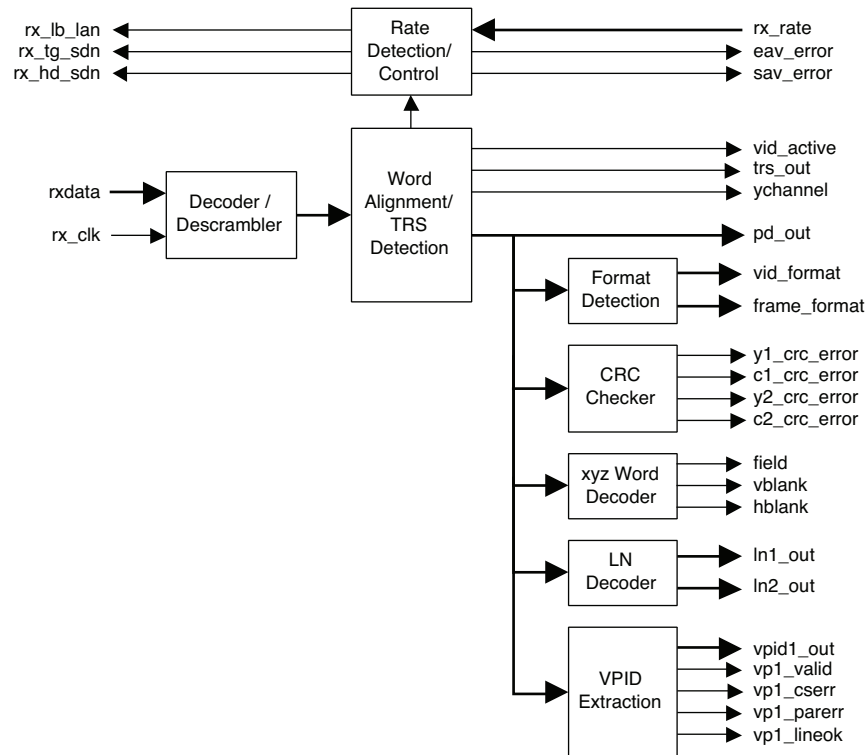 rx_lb_lan
rx_tg_sdn
rx_hd_sdn
Rate
Detection/
Control
rx_rate
eav_error
sav_error
rxdata
rx_clk
Decoder /
Descrambler
Word
Alignment/
TRS
Detection
vid_active
trs_out
ychannel
pd_out
Format
Detection
vid_format
frame_format
CRC
Checker
y1_crc_error
c1_crc_error
y2_crc_error
c2_crc_error
xyz Word
Decoder
field
vblank
hblank
LN
Decoder
ln1_out
ln2_out
VPID
Extraction
vpid1_out
vp1_valid
vp1_cserr
vp1_parerr
vp1_lineok